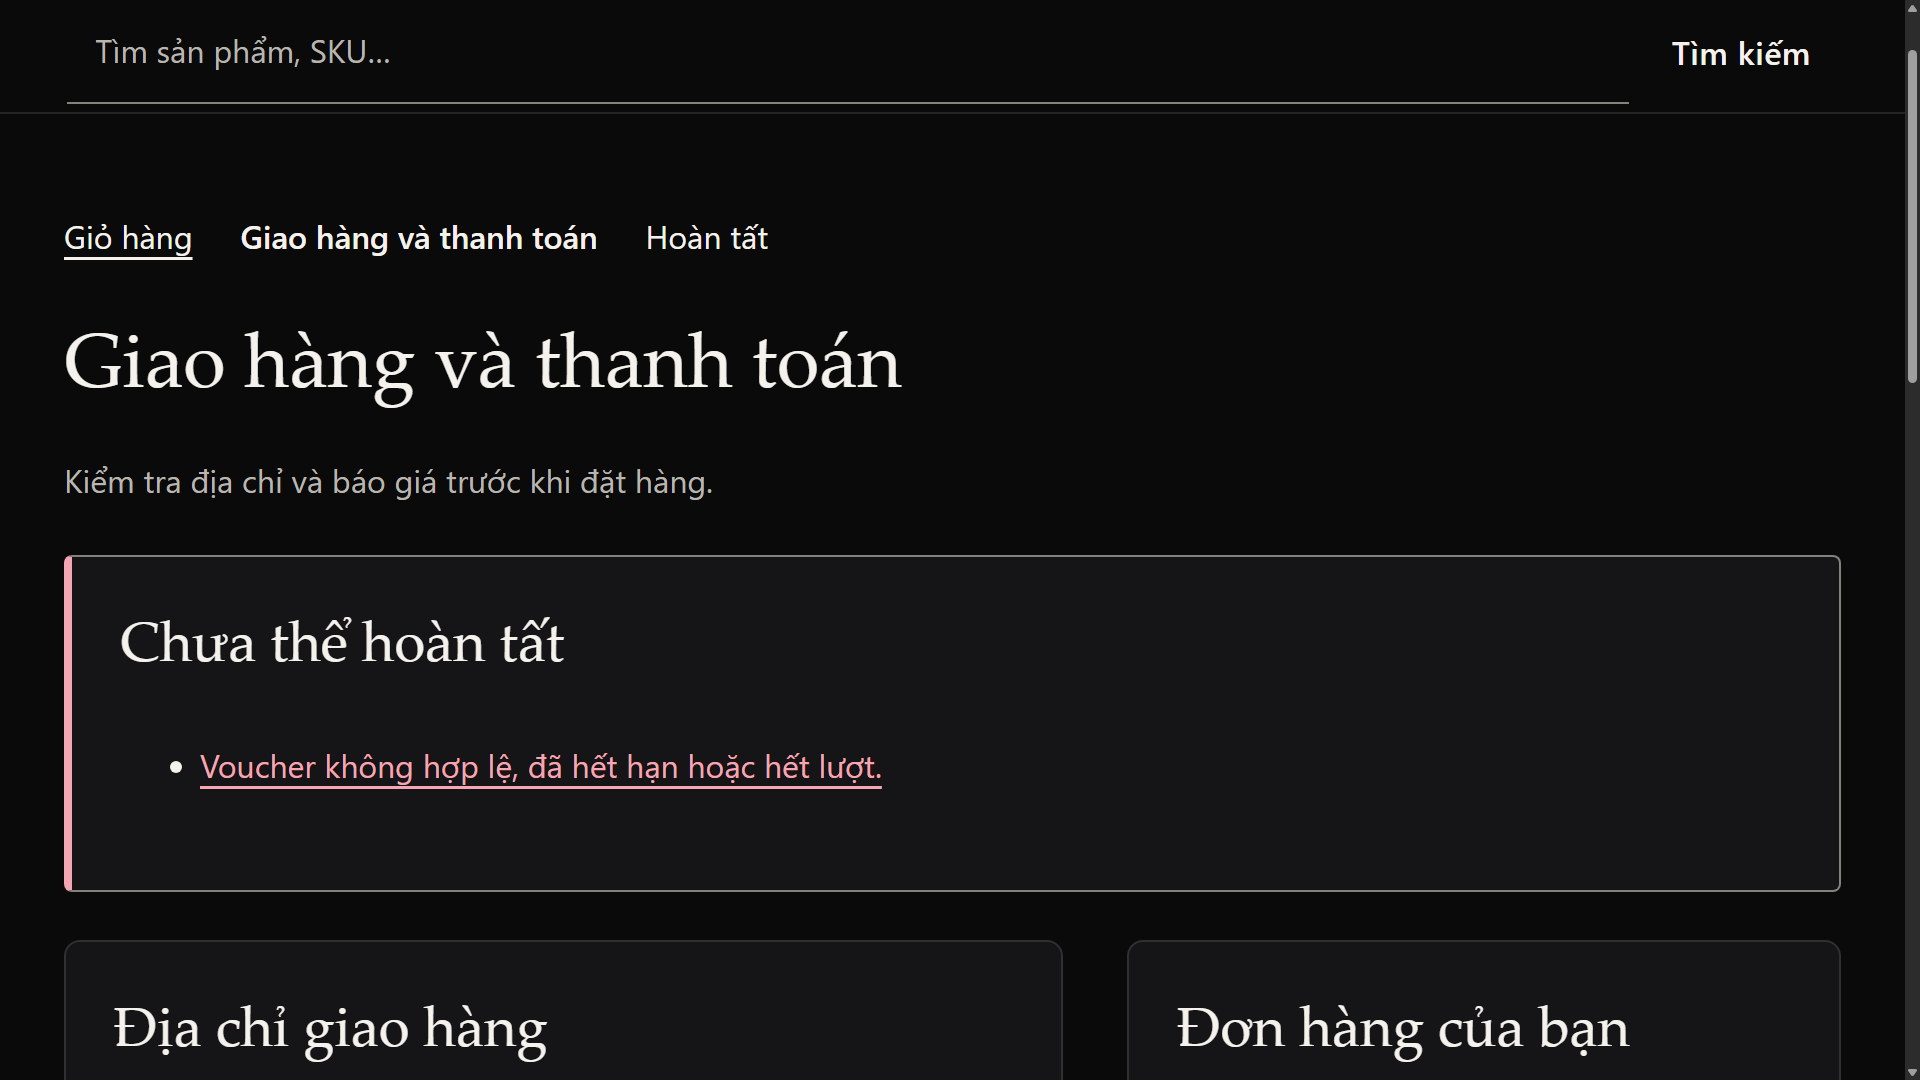 Tìm sản phẩm, SKU...
Tìm kiếm
Giỏ hàng
Giao hàng và thanh toán
Hoàn tất
Giao hàng và thanh toán
Kiểm tra địa chỉ và báo giá trước khi đặt hàng.
Chưa thể hoàn tất
Voucher không hợp lệ, đã hết hạn hoặc hết lượt.
Địa chỉ giao hàng
Đơn hàng của bạn